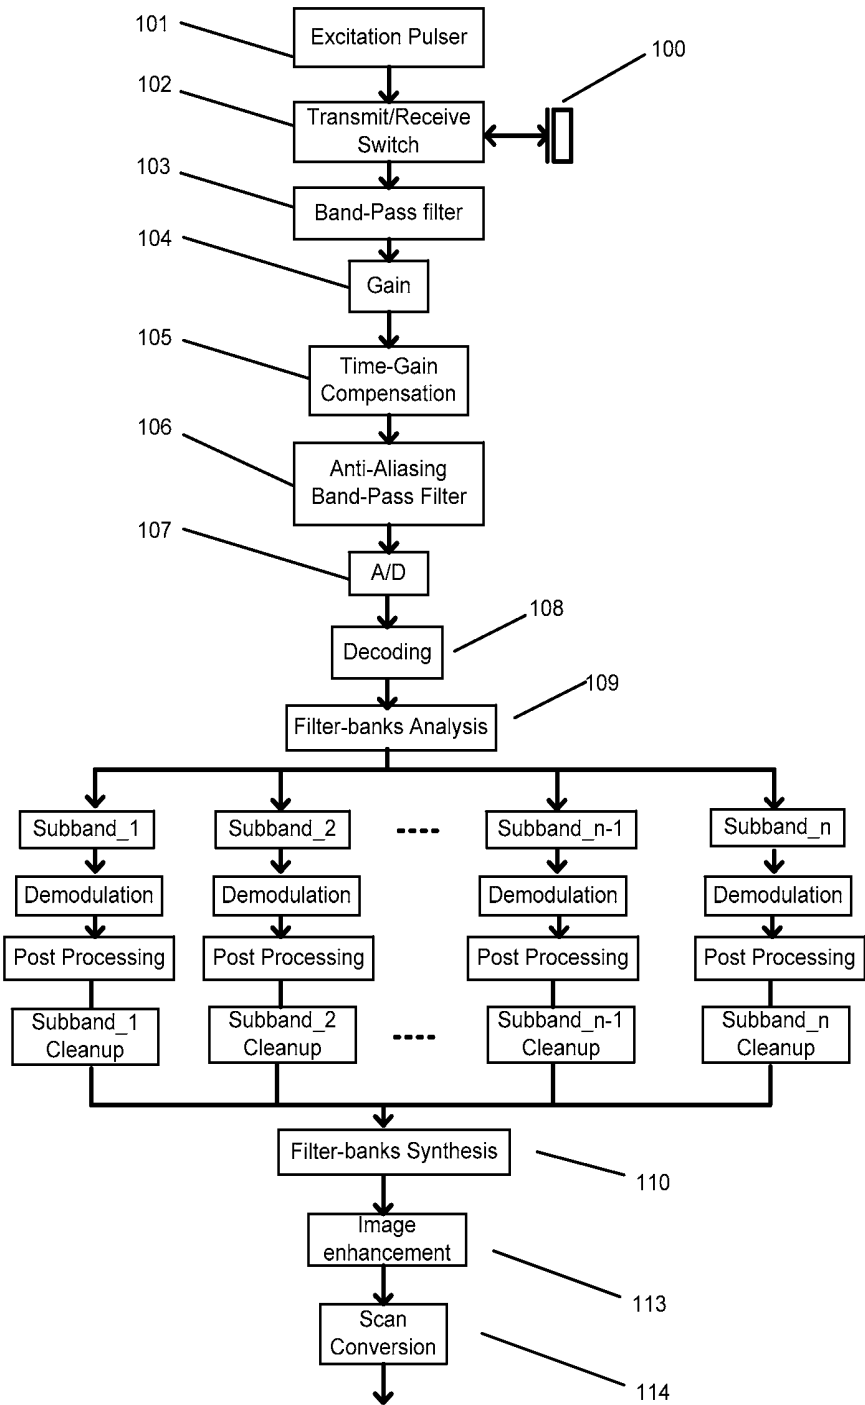 101
Excitation Pulser
100
102
Transmit/Receive
Switch
103
Band-Pass filter
104
Gain
105
Time-Gain
Compensation
106
Anti-Aliasing
Band-Pass Filter
107
A/D
108
Decoding
109
Filter-banks Analysis
Subband_1
Subband_2
Subband_n-1
Subband_n
Demodulation
Demodulation
Demodulation
Demodulation
Post Processing
Post Processing
Post Processing
Post Processing
Subband_1
Cleanup
Subband_2
Cleanup
Subband_n-1
Cleanup
Subband_n
Cleanup
Filter-banks Synthesis
110
Image
enhancement
113
Scan
Conversion
114